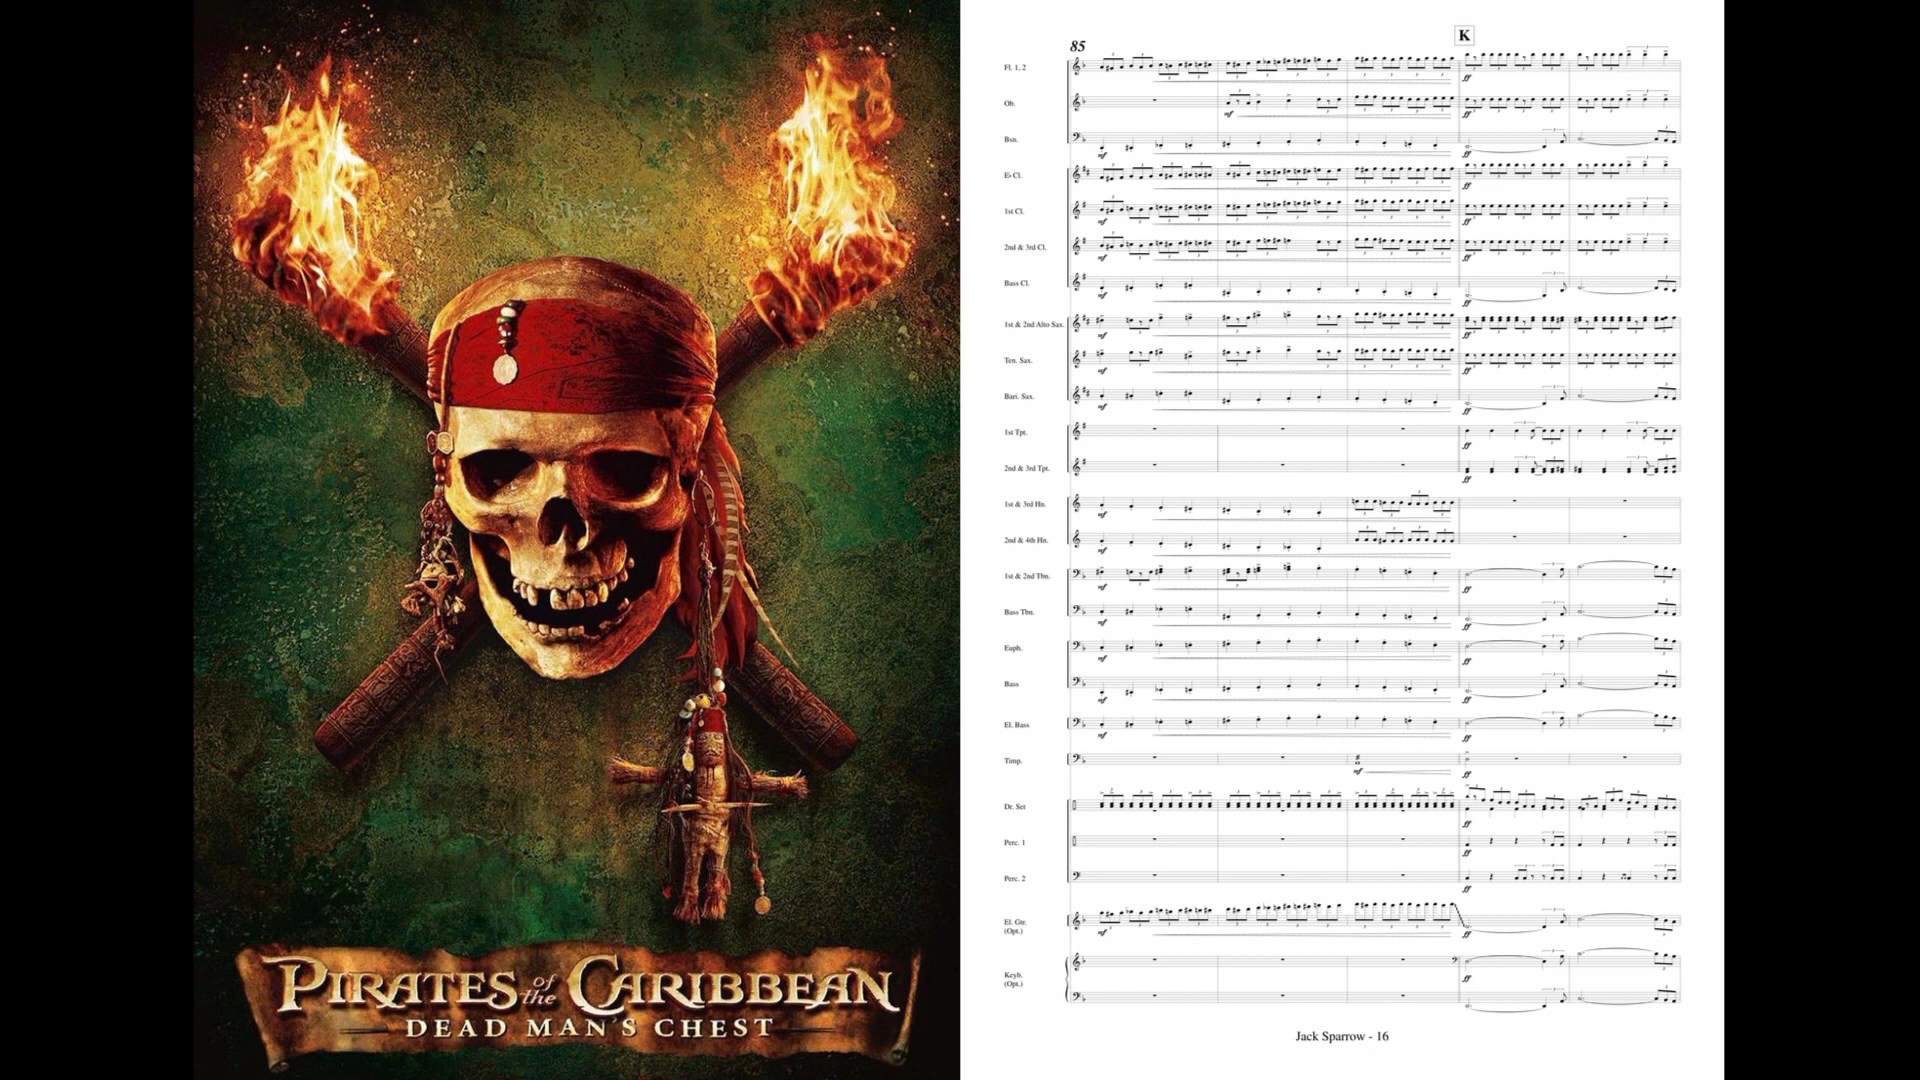 PIRATES of the CARIBBEAN
DEAD MAN'S CHEST
85
K
Fl. 1, 2
Ob.
Bsn.
E♭ Cl.
1st Cl.
2nd & 3rd Cl.
Bass Cl.
1st & 2nd Alto Sax.
Ten. Sax.
Bari. Sax.
1st Tpt.
2nd & 3rd Tpt.
1st & 3rd Hn.
2nd & 4th Hn.
1st & 2nd Tbn.
Bass Tbn.
Euph.
Bass
El. Bass
Timp.
Dr. Set
Perc. 1
Perc. 2
El. Gtr.
(Opt.)
Keyb.
(Opt.)
Jack Sparrow - 16